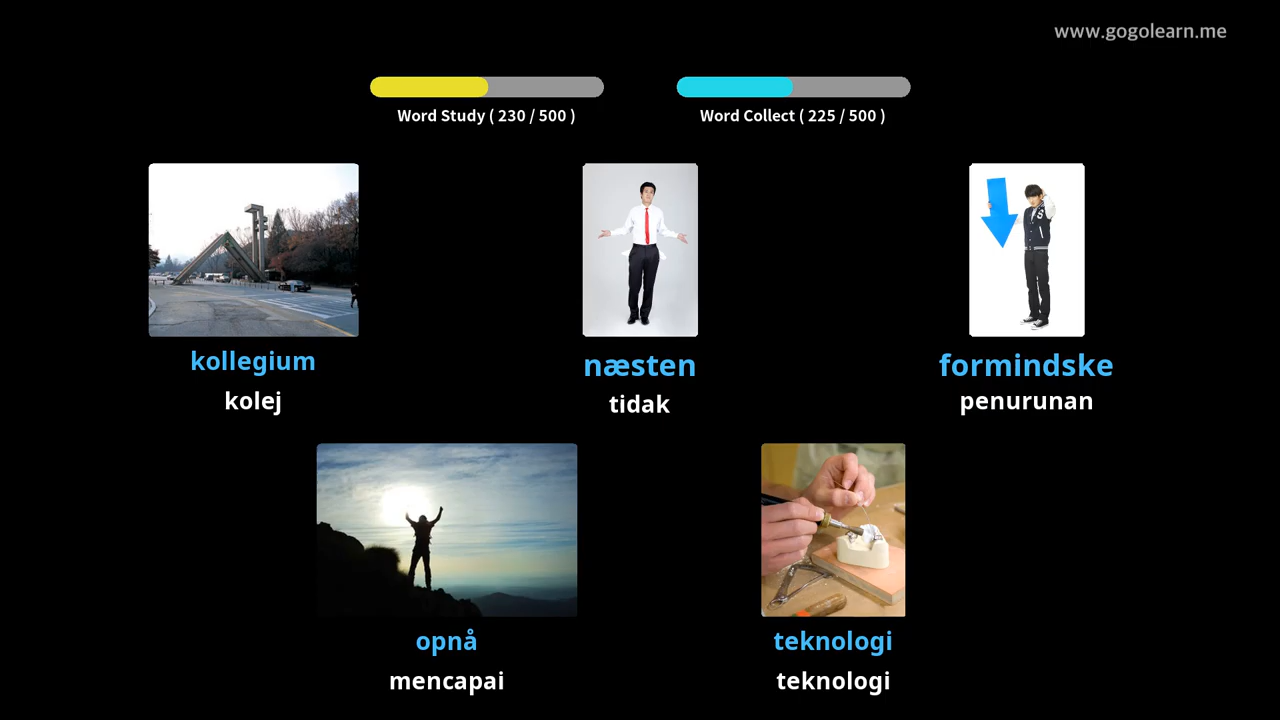 www.gogolearn.me
Word Study ( 230 / 500 )
Word Collect ( 225 / 500 )
kollegium
kolej
næsten
tidak
formindske
penurunan
opnå
mencapai
teknologi
teknologi